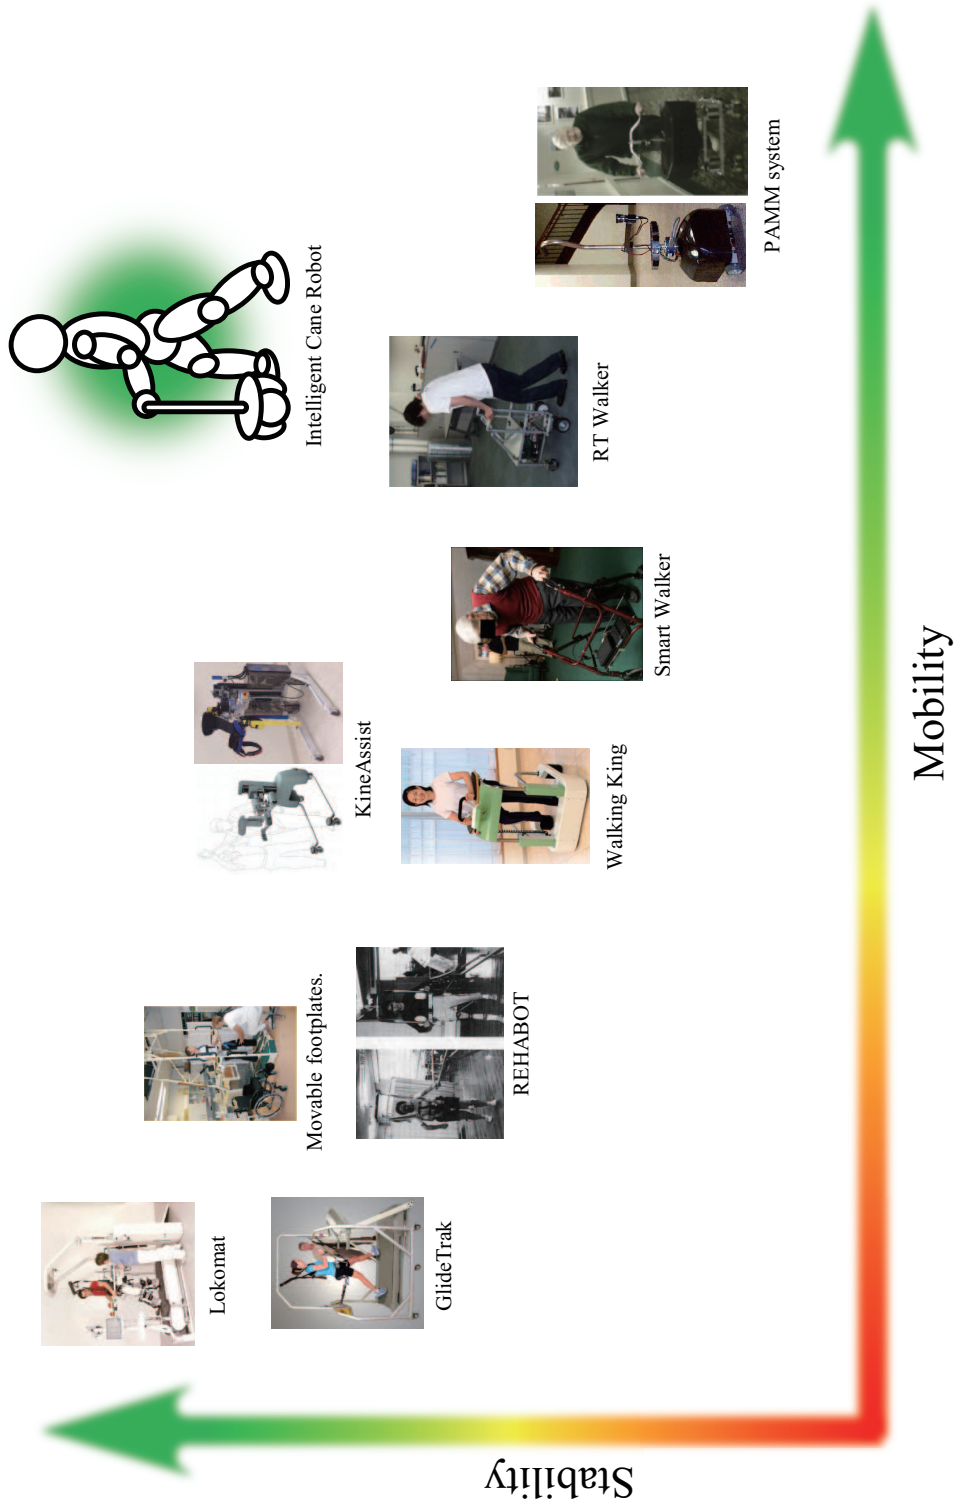 Intelligent Cane Robot
Lokomat
Movable footplates.
KineAssist
GlideTrak
REHABOT
Walking King
Smart Walker
RT Walker
PAMM system
Stability
Mobility